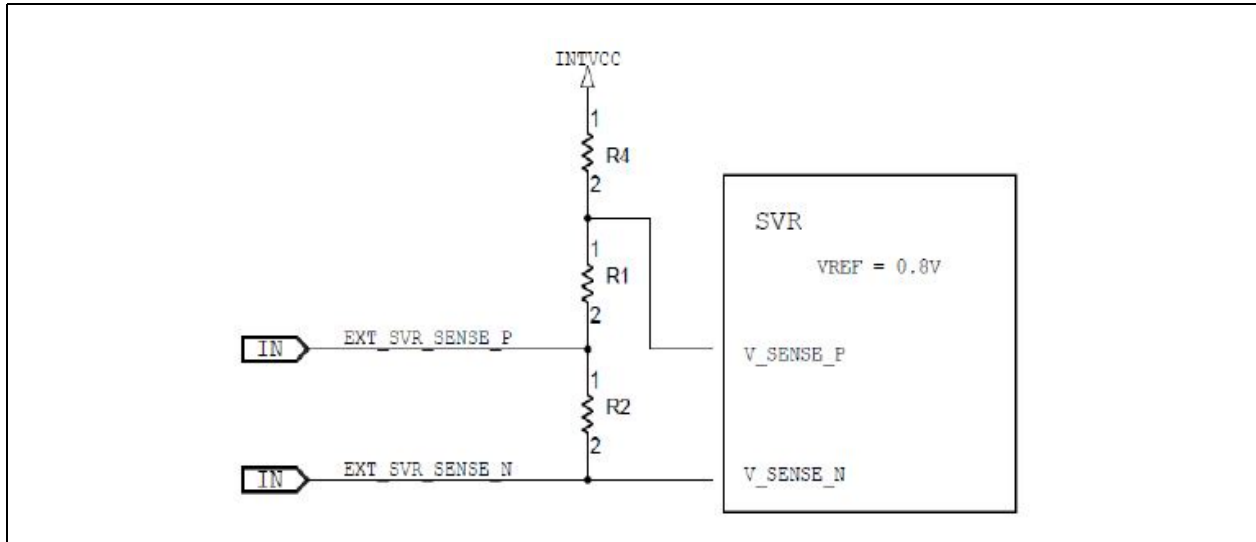 INTVCC
1
R4
2
SVR
VREF = 0.8V
1
R1
2
IN
EXT_SVR_SENSE_P
V_SENSE_P
1
R2
2
IN
EXT_SVR_SENSE_N
V_SENSE_N